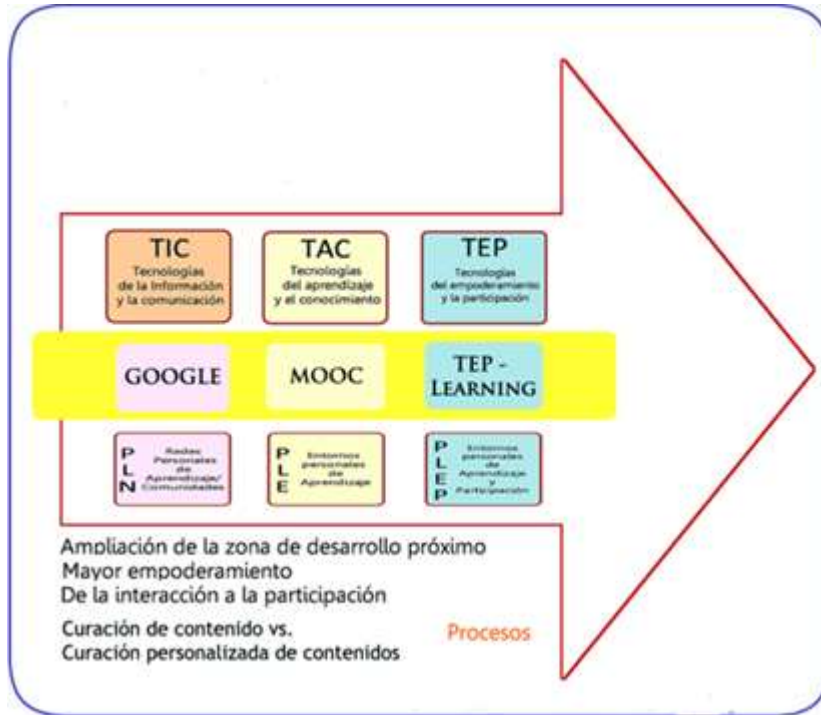 TIC
Tecnologías
de la Información
y la comunicación
TAC
Tecnologías
del aprendizaje
y el conocimiento
TEP
Tecnologías
del empoderamiento
y la participación
GOOGLE
MOOC
TEP -
LEARNING
PLN
Redes
Personales
de
Aprendizaje/
Comunidades
PLE
Entornos
personales
de
Aprendizaje
PLEP
Entornos
personales
de
Aprendizaje
y
Participación
Ampliación de la zona de desarrollo próximo
Mayor empoderamiento
De la interacción a la participación
Curación de contenido vs.
Curación personalizada de contenidos
Procesos